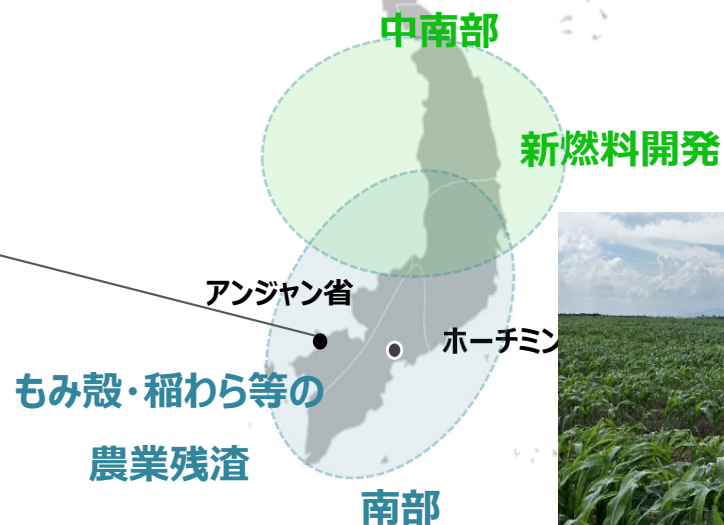 中南部
新燃料開発
アンジャン省
ホーチミン
もみ殻・稲わら等の
農業残渣
南部